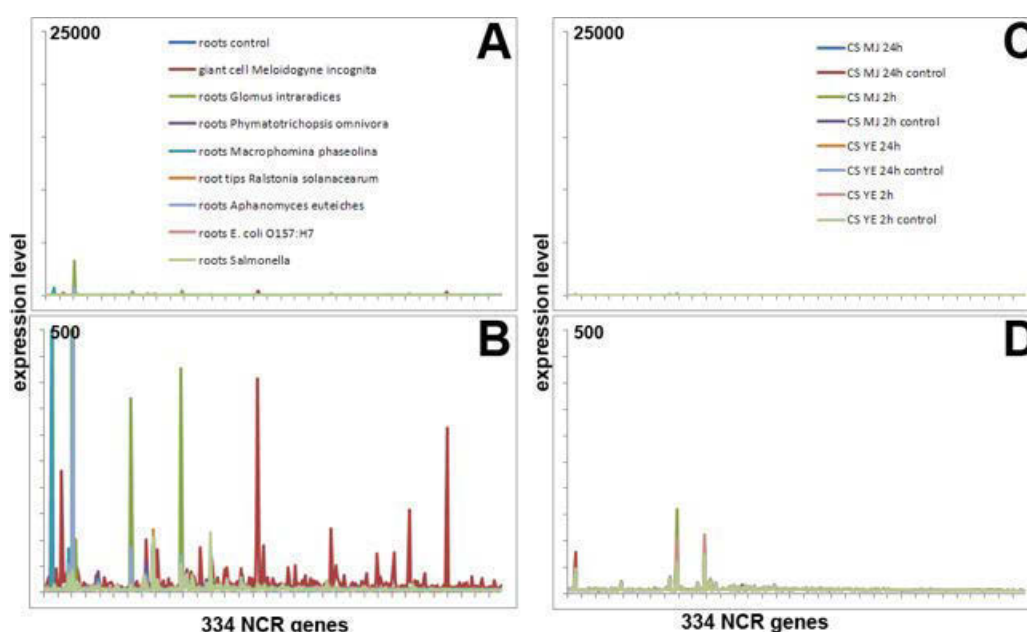 25000
A
roots control
giant cell Meloidogyne incognita
roots Glomus intraradices
roots Phymatotrichopsis omnivora
roots Macrophomina phaseolina
root tips Ralstonia solanacearum
roots Aphanomyces euteiches
roots E. coli O157:H7
roots Salmonella
expression level
500
B
334 NCR genes
25000
C
CS MJ 24h
CS MJ 24h control
CS MJ 2h
CS MJ 2h control
CS YE 24h
CS YE 24h control
CS YE 2h
CS YE 2h control
expression level
500
D
334 NCR genes